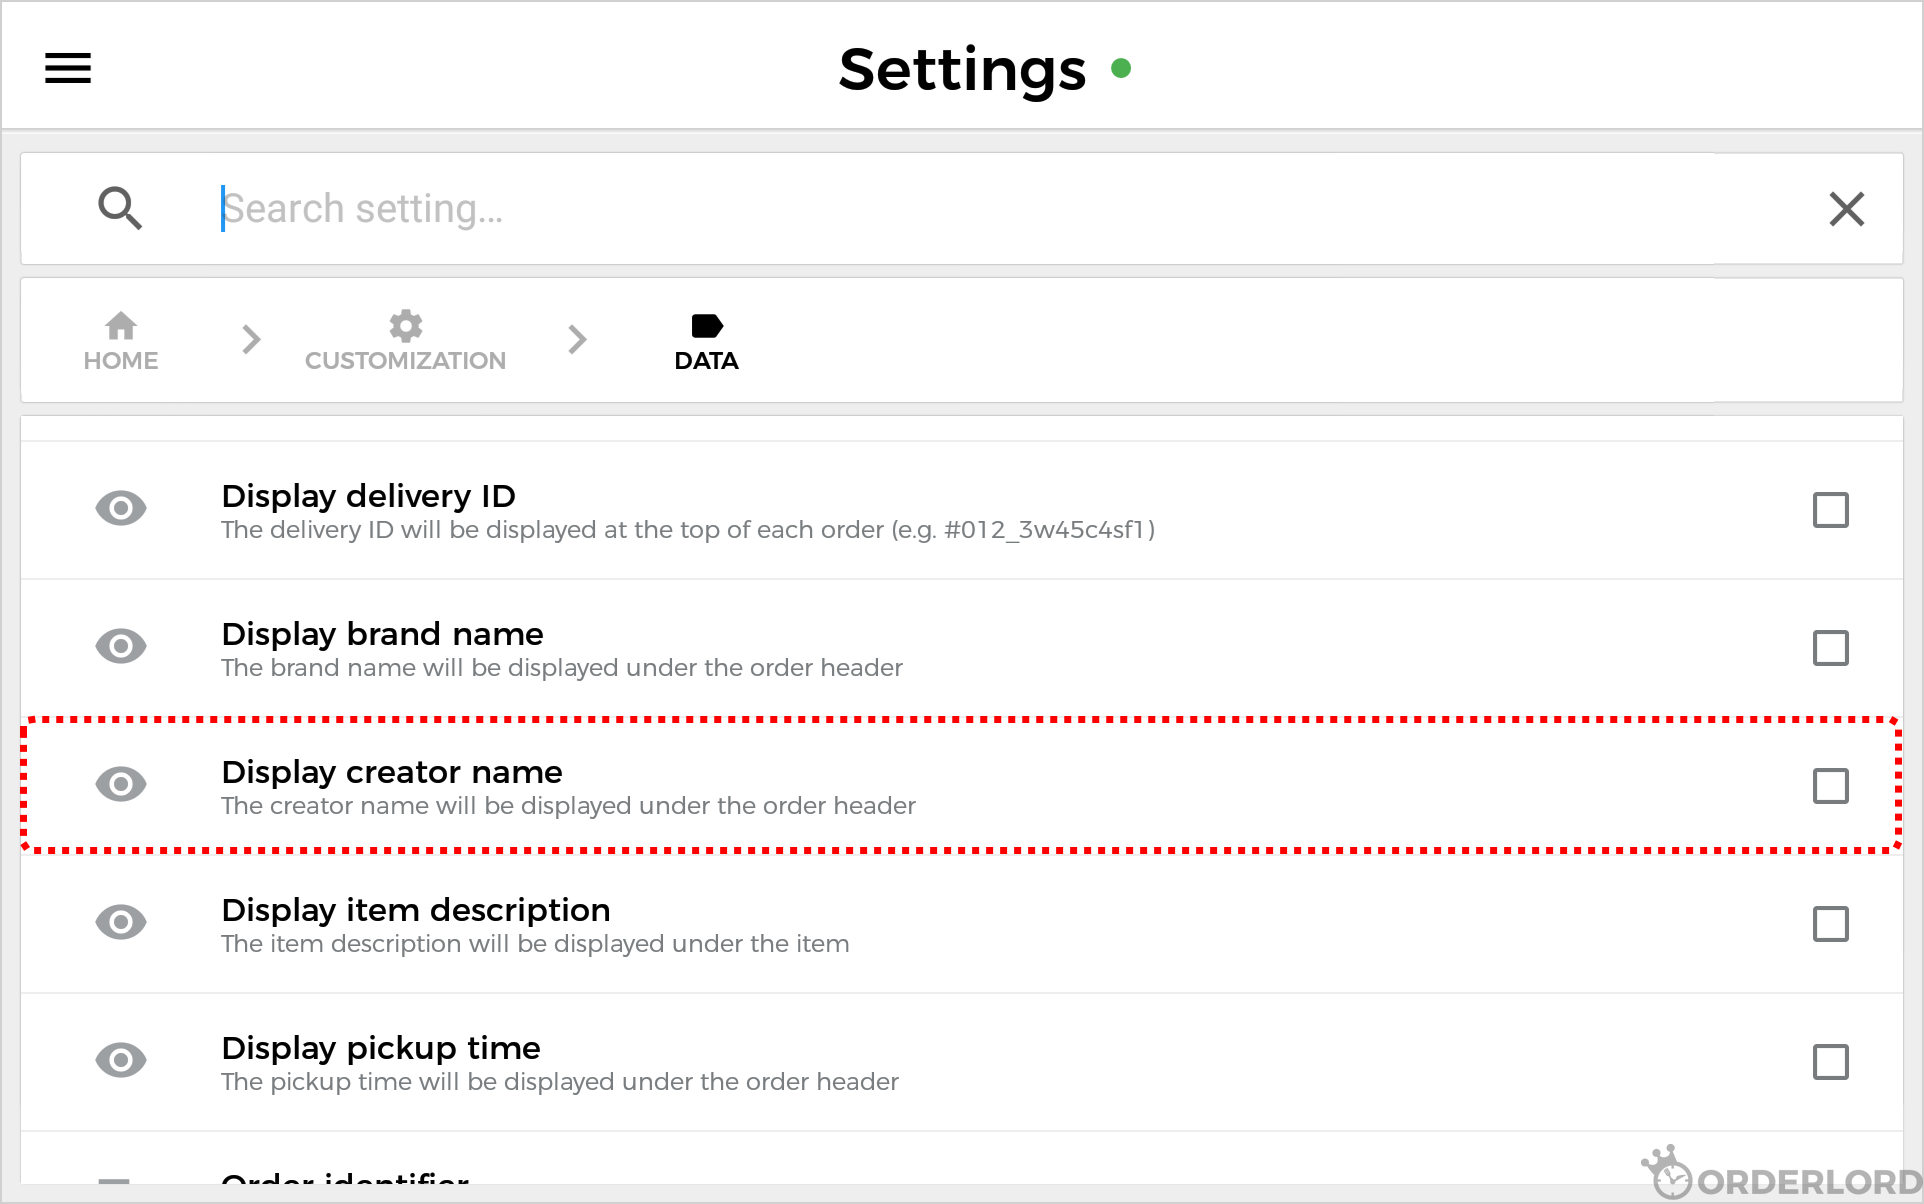 Settings
Search setting...
HOME
CUSTOMIZATION
DATA
Display delivery ID
The delivery ID will be displayed at the top of each order (e.g. #012_3w45c4sf1)
Display brand name
The brand name will be displayed under the order header
Display creator name
The creator name will be displayed under the order header
Display item description
The item description will be displayed under the item
Display pickup time
The pickup time will be displayed under the order header
Order identifier
ORDERLORD